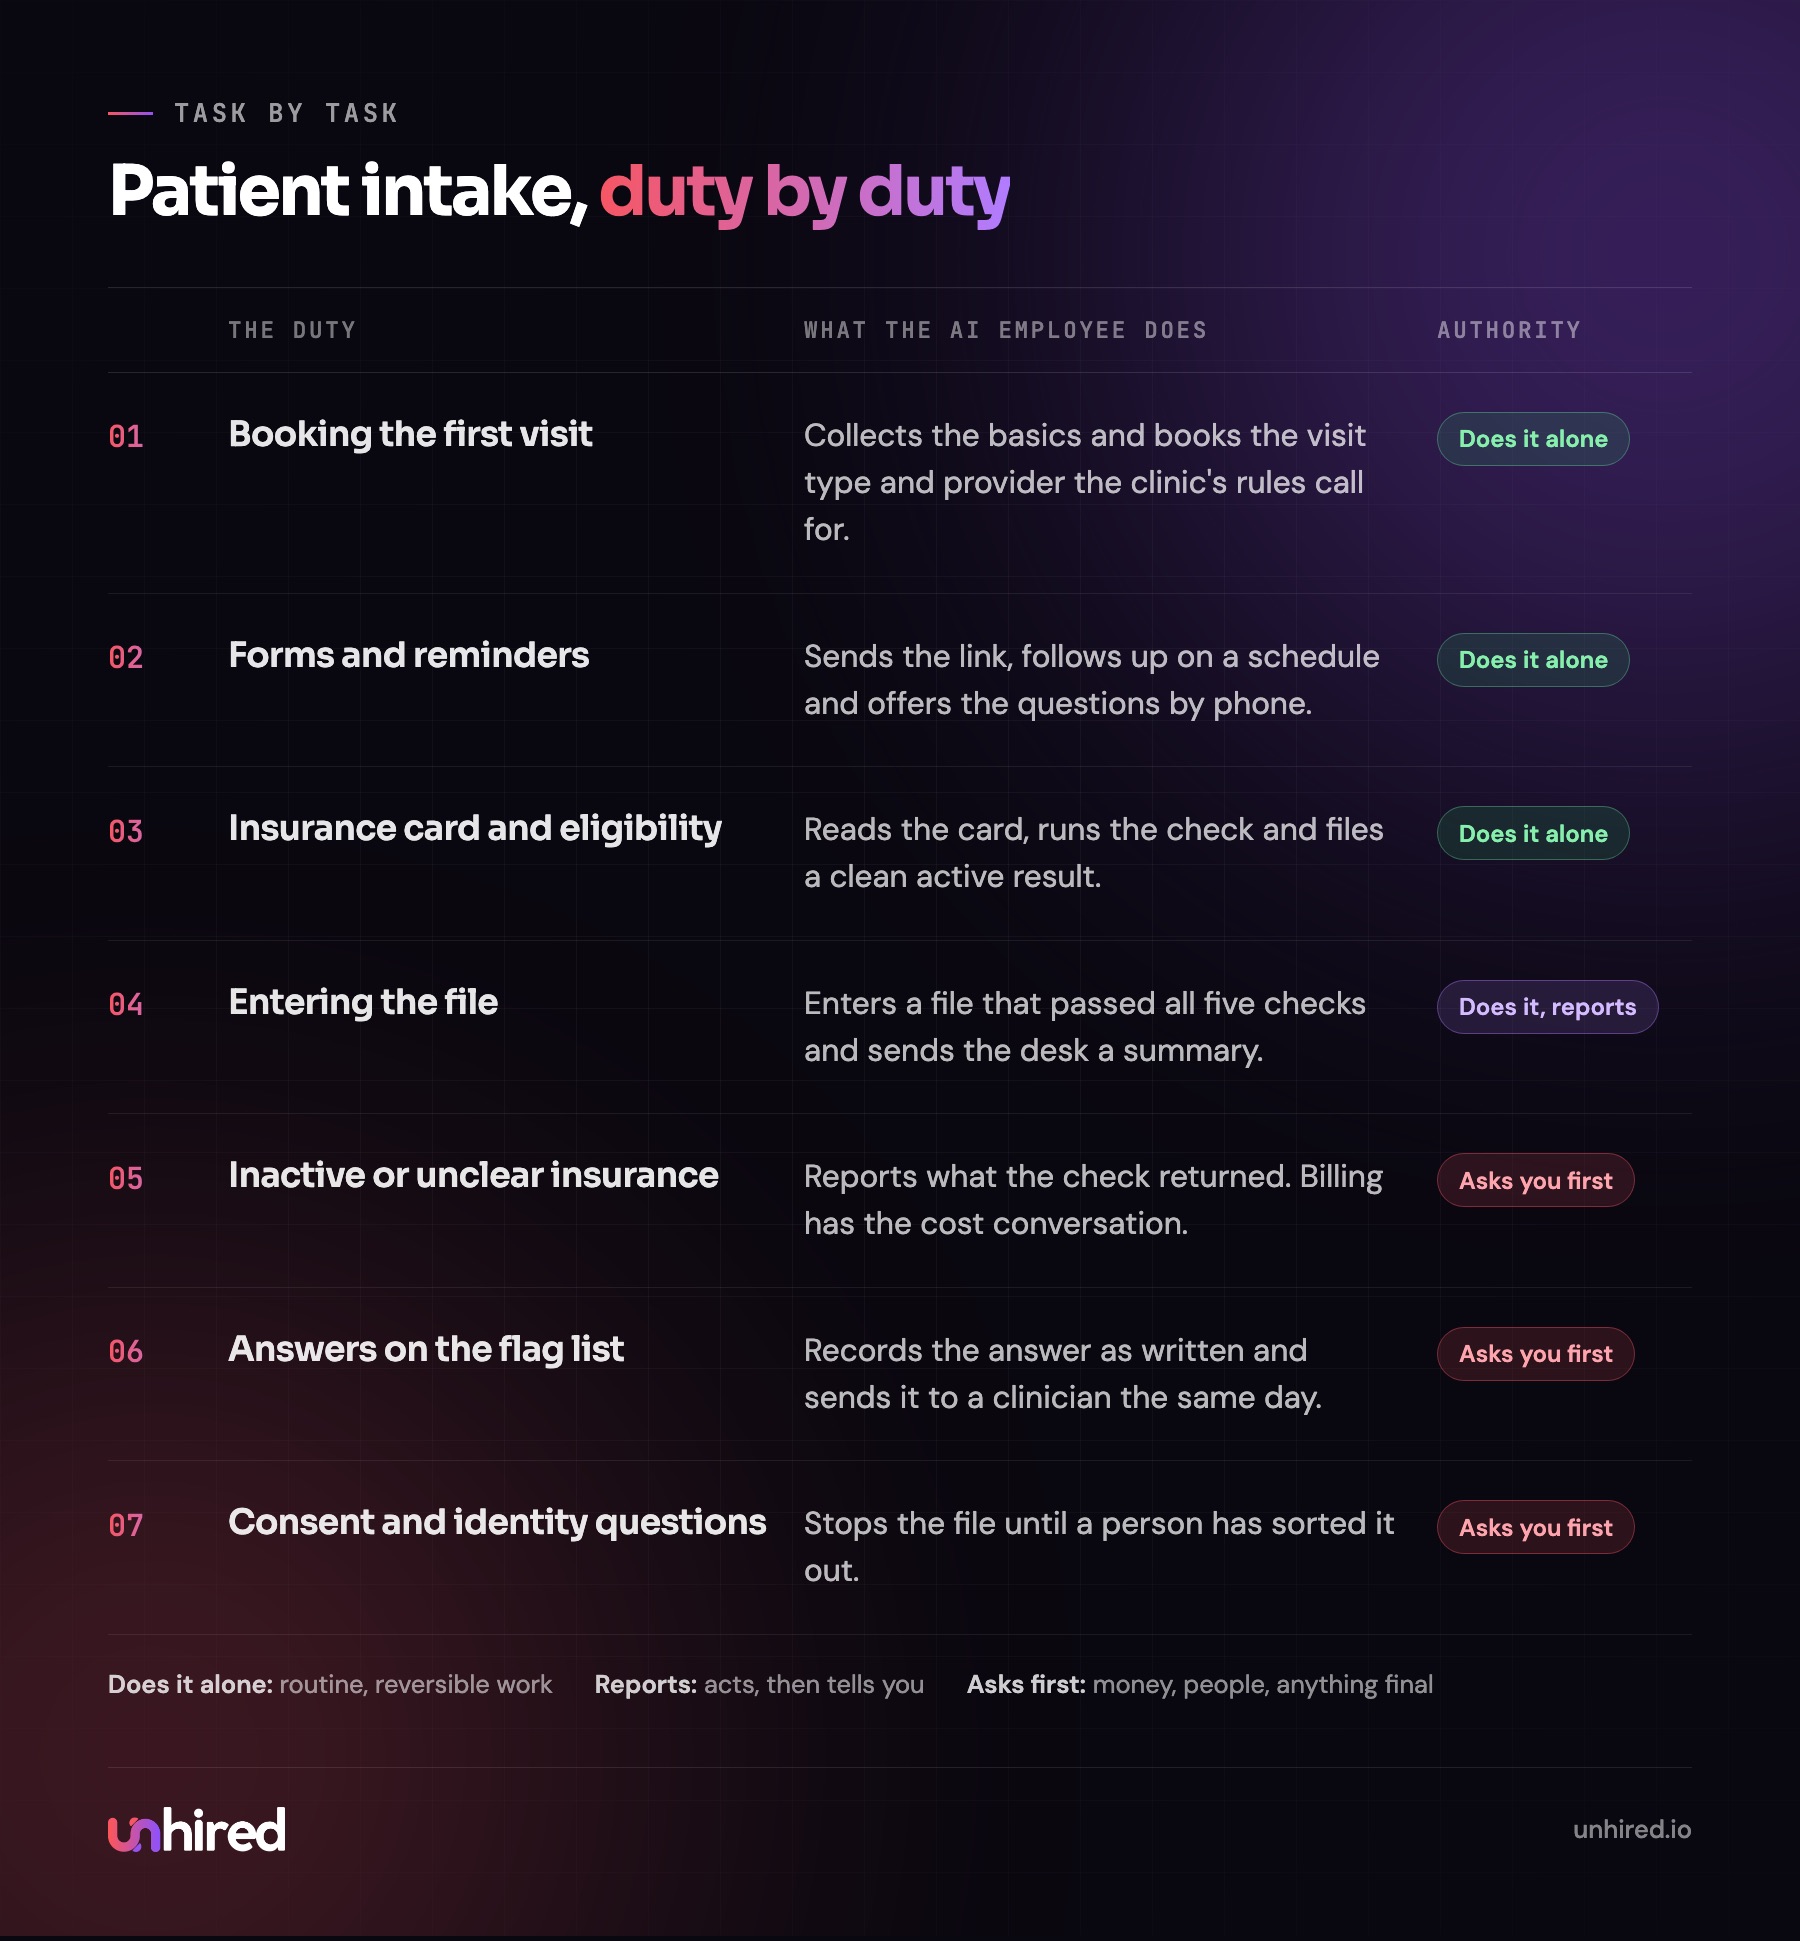 TASK BY TASK
Patient intake, duty by duty
THE DUTY
WHAT THE AI EMPLOYEE DOES
AUTHORITY
01
Booking the first visit
Collects the basics and books the visit
type and provider the clinic's rules call
for.
Does it alone
02
Forms and reminders
Sends the link, follows up on a schedule
and offers the questions by phone.
Does it alone
03
Insurance card and eligibility
Reads the card, runs the check and files
a clean active result.
Does it alone
04
Entering the file
Enters a file that passed all five checks
and sends the desk a summary.
Does it, reports
05
Inactive or unclear insurance
Reports what the check returned. Billing
has the cost conversation.
Asks you first
06
Answers on the flag list
Records the answer as written and
sends it to a clinician the same day.
Asks you first
07
Consent and identity questions
Stops the file until a person has sorted it
out.
Asks you first
Does it alone: routine, reversible work
Reports: acts, then tells you
Asks first: money, people, anything final
unhired
unhired.io